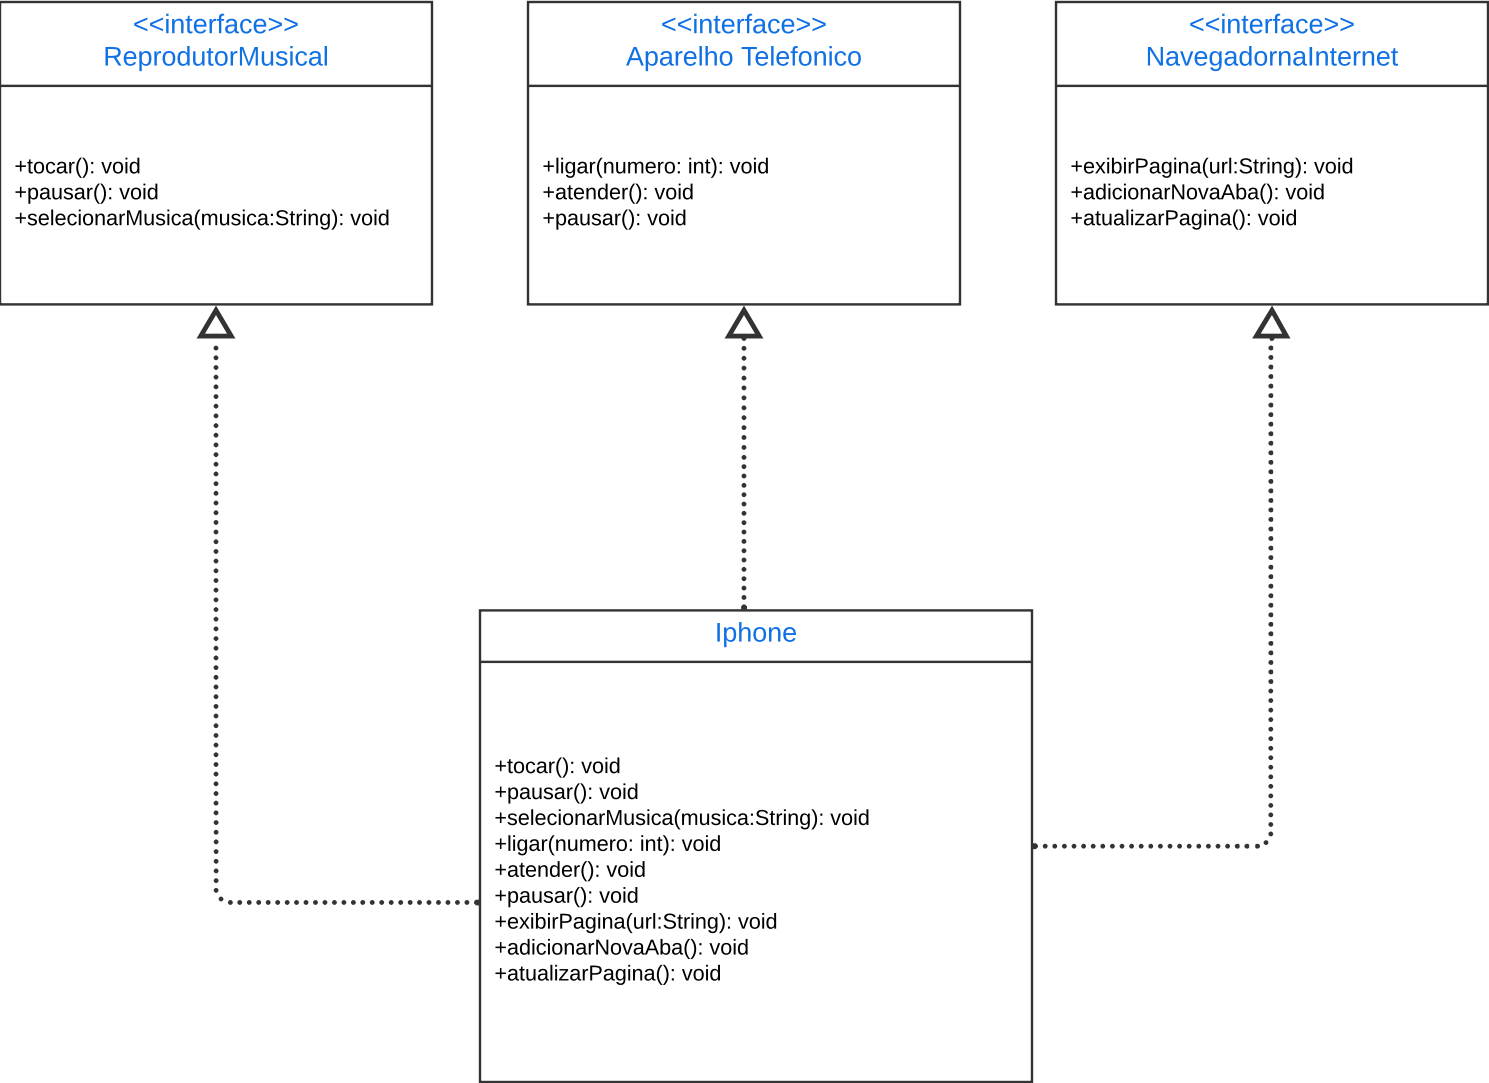 <<interface>>
ReprodutorMusical
+tocar(): void
+pausar(): void
+selecionarMusica(musica:String): void
<<interface>>
Aparelho Telefonico
+ligar(numero: int): void
+atender(): void
+pausar(): void
<<interface>>
NavegadornaInternet
+exibirPagina(url:String): void
+adicionarNovaAba(): void
+atualizarPagina(): void
Iphone
+tocar(): void
+pausar(): void
+selecionarMusica(musica:String): void
+ligar(numero: int): void
+atender(): void
+pausar(): void
+exibirPagina(url:String): void
+adicionarNovaAba(): void
+atualizarPagina(): void